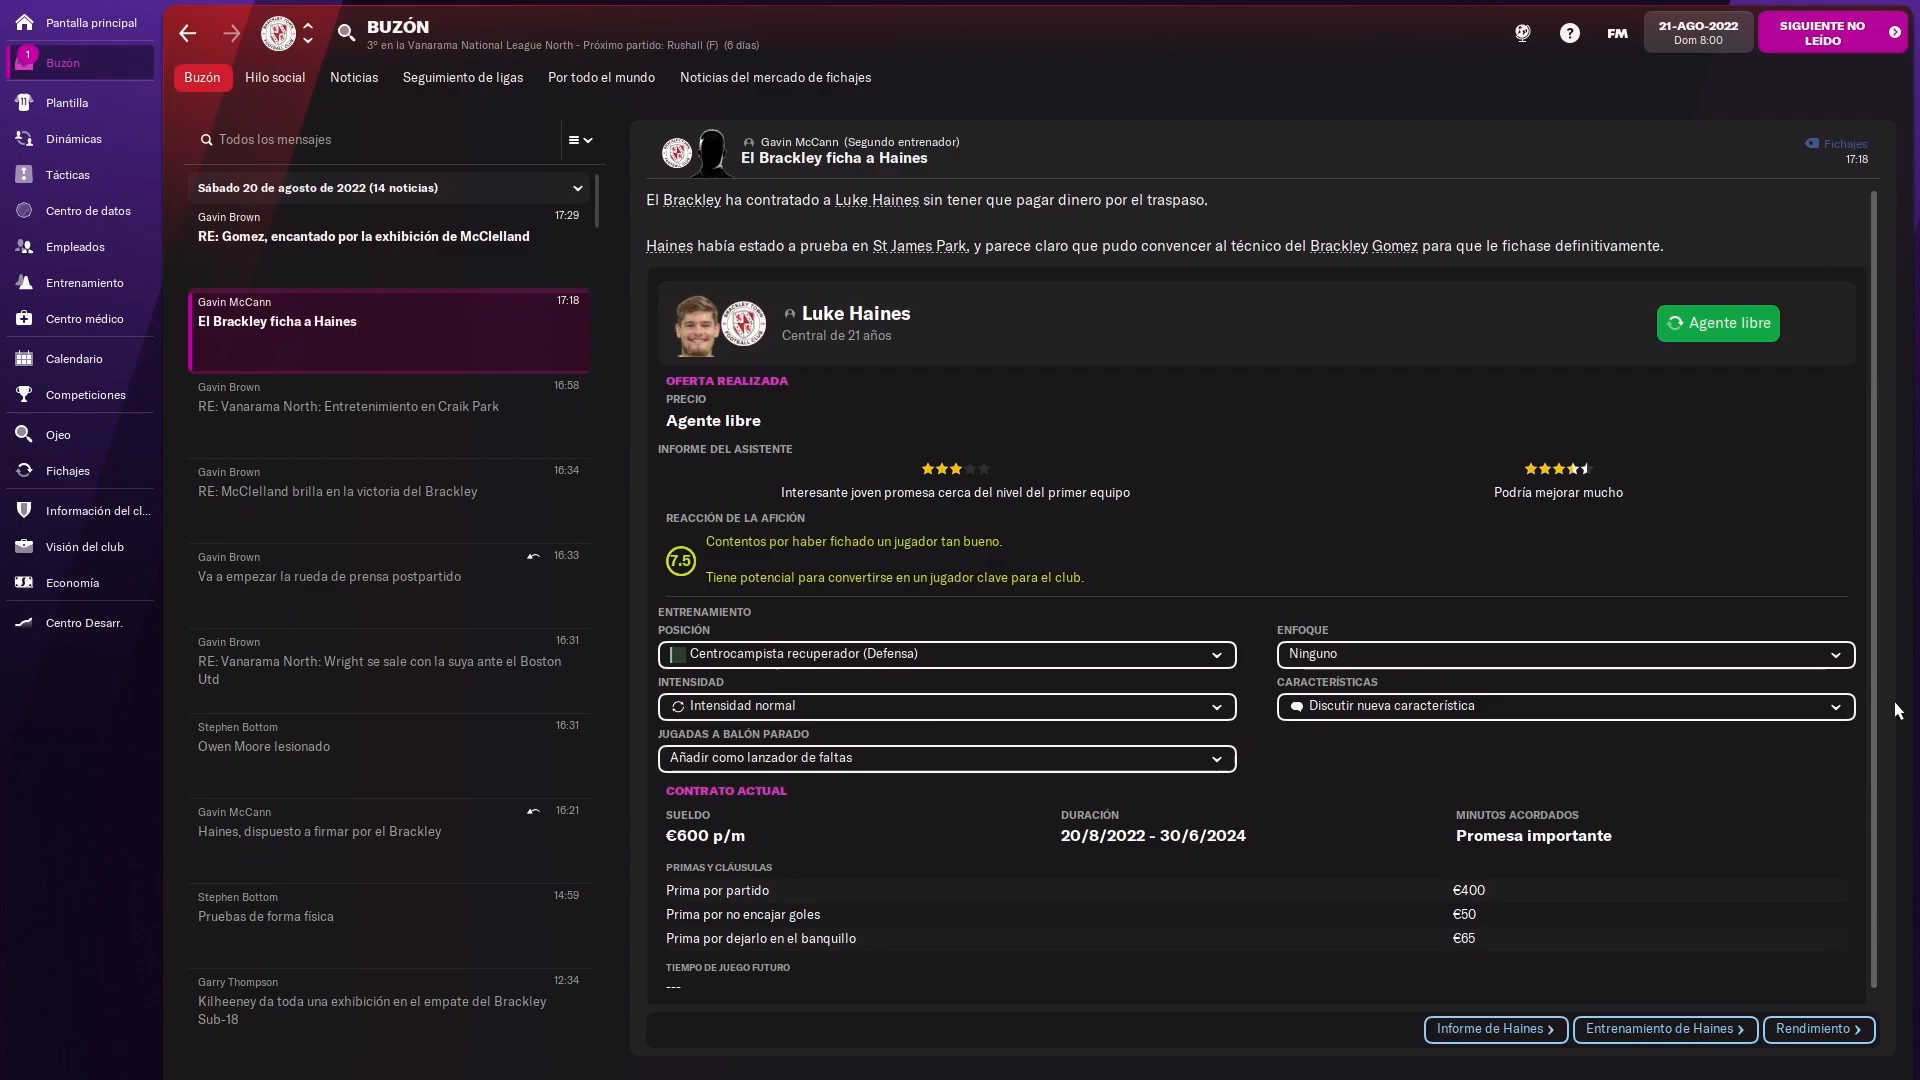 Pantalla principal
1
Buzón
Plantilla
Dinámicas
Tácticas
Centro de datos
Empleados
Entrenamiento
Centro médico
Calendario
Competiciones
Ojeo
Fichajes
Información del cl...
Visión del club
Economía
Centro Desarr.
BUZÓN
3º en la Vanarama National League North - Próximo partido: Rushall (F) (6 días)
FM
21-AGO-2022
Dom 8:00
SIGUIENTE NO
LEÍDO
Buzón
Hilo social
Noticias
Seguimiento de ligas
Por todo el mundo
Noticias del mercado de fichajes
Todos los mensajes
Sábado 20 de agosto de 2022 (14 noticias)
Gavin Brown 17:29
RE: Gomez, encantado por la exhibición de McClelland
Gavin McCann 17:18
El Brackley ficha a Haines
Gavin Brown 16:58
RE: Vanarama North: Entretenimiento en Craik Park
Gavin Brown 16:34
RE: McClelland brilla en la victoria del Brackley
Gavin Brown 16:33
Va a empezar la rueda de prensa postpartido
Gavin Brown 16:31
RE: Vanarama North: Wright se sale con la suya ante el Boston
Utd
Stephen Bottom 16:31
Owen Moore lesionado
Gavin McCann 16:21
Haines, dispuesto a firmar por el Brackley
Stephen Bottom 14:59
Pruebas de forma física
Garry Thompson 12:34
Kilheeney da toda una exhibición en el empate del Brackley
Sub-18
Gavin McCann (Segundo entrenador)
El Brackley ficha a Haines
Fichajes
17:18
El Brackley ha contratado a Luke Haines sin tener que pagar dinero por el traspaso.
Haines había estado a prueba en St James Park, y parece claro que pudo convencer al técnico del Brackley Gomez para que le fichase definitivamente.
Luke Haines
Central de 21 años
Agente libre
OFERTA REALIZADA
PRECIO
Agente libre
INFORME DEL ASISTENTE
Interesante joven promesa cerca del nivel del primer equipo
Podría mejorar mucho
REACCIÓN DE LA AFICIÓN
7.5
Contentos por haber fichado un jugador tan bueno.
Tiene potencial para convertirse en un jugador clave para el club.
ENTRENAMIENTO
POSICIÓN
Centrocampista recuperador (Defensa)
ENFOQUE
Ninguno
INTENSIDAD
Intensidad normal
CARACTERÍSTICAS
Discutir nueva característica
JUGADAS A BALÓN PARADO
Añadir como lanzador de faltas
CONTRATO ACTUAL
SUELDO
€600 p/m
DURACIÓN
20/8/2022 - 30/6/2024
MINUTOS ACORDADOS
Promesa importante
PRIMAS Y CLÁUSULAS
Prima por partido €400
Prima por no encajar goles €50
Prima por dejarlo en el banquillo €65
TIEMPO DE JUEGO FUTURO
---
Informe de Haines
Entrenamiento de Haines
Rendimiento